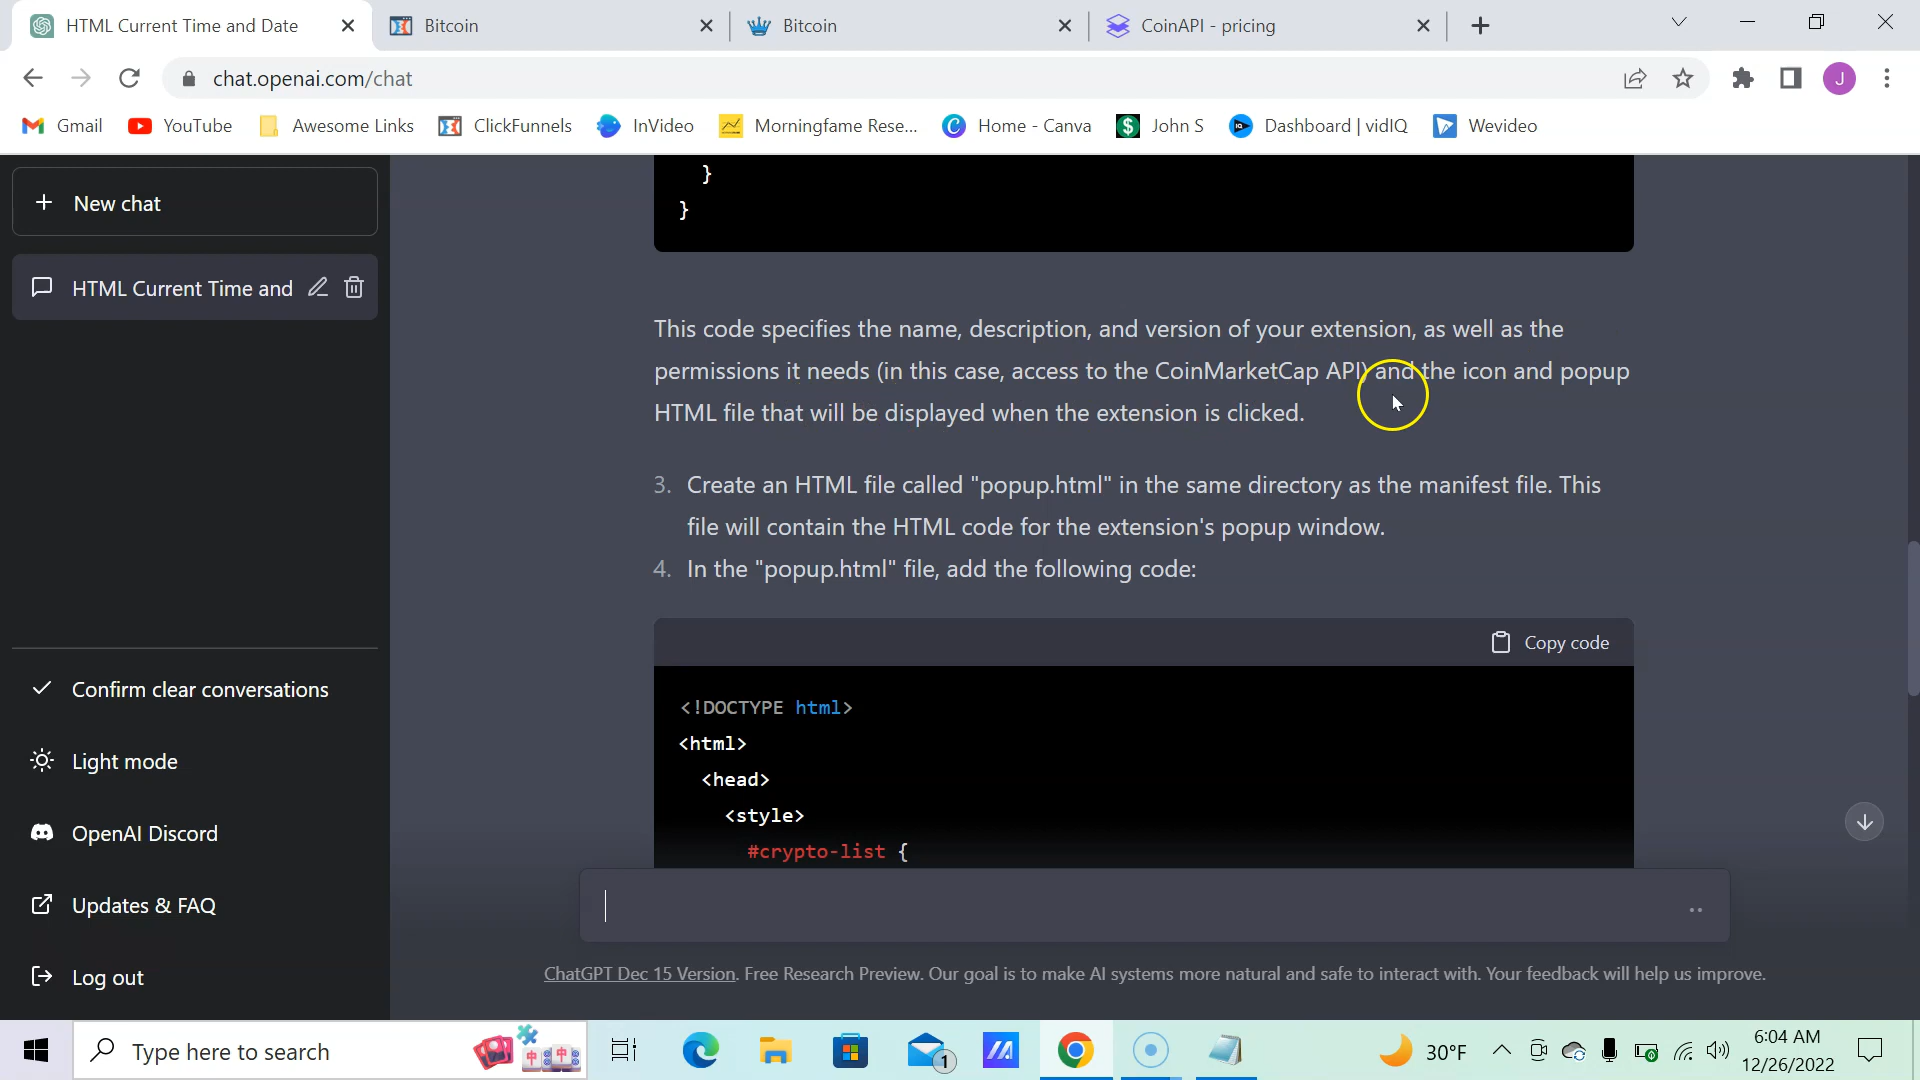 HTML Current Time and Date
Bitcoin
Bitcoin
CoinAPI - pricing
chat.openai.com/chat
J
Gmail
YouTube
Awesome Links
ClickFunnels
InVideo
Morningfame Rese...
Home - Canva
John S
Dashboard | vidIQ
Wevideo
New chat
HTML Current Time and
}
}
This code specifies the name, description, and version of your extension, as well as the
permissions it needs (in this case, access to the CoinMarketCap API) and the icon and popup
HTML file that will be displayed when the extension is clicked.
3. Create an HTML file called "popup.html" in the same directory as the manifest file. This
file will contain the HTML code for the extension's popup window.
4. In the "popup.html" file, add the following code:
Copy code
<!DOCTYPE html>
<html>
<head>
<style>
#crypto-list {
Confirm clear conversations
Light mode
OpenAI Discord
Updates & FAQ
Log out
ChatGPT Dec 15 Version. Free Research Preview. Our goal is to make AI systems more natural and safe to interact with. Your feedback will help us improve.
Type here to search
1
30°F
6:04 AM
12/26/2022